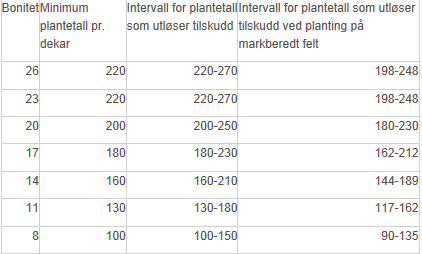 Bonitet Minimum Intervall for plantetall Intervall for plantetall som utløser
plantetall pr. som utløser tilskudd tilskudd ved planting på
dekar markberedt felt
26 220 220-270 198-248
23 220 220-270 198-248
20 200 200-250 180-230
17 180 180-230 162-212
14 160 160-210 144-189
11 130 130-180 117-162
8 100 100-150 90-135